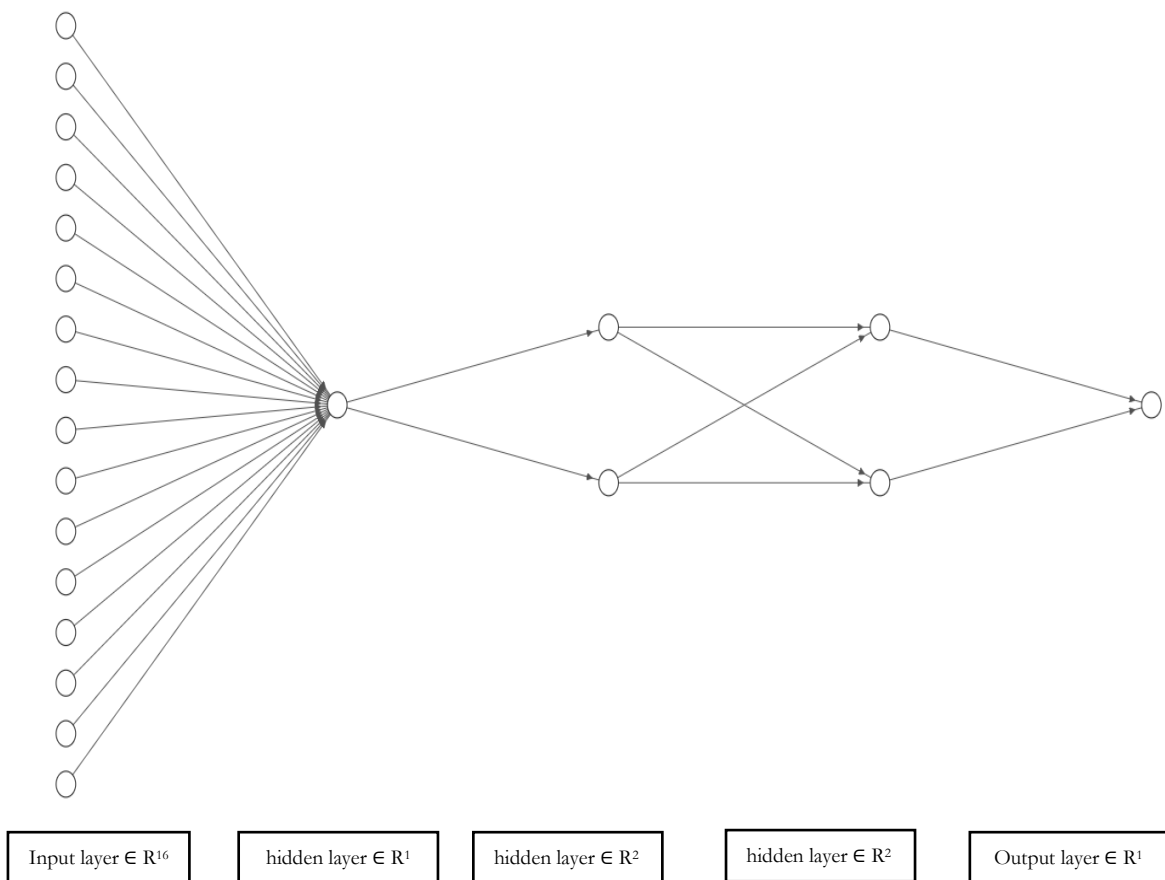 Input layer ∈ R¹⁶
hidden layer ∈ R¹
hidden layer ∈ R²
hidden layer ∈ R²
Output layer ∈ R¹